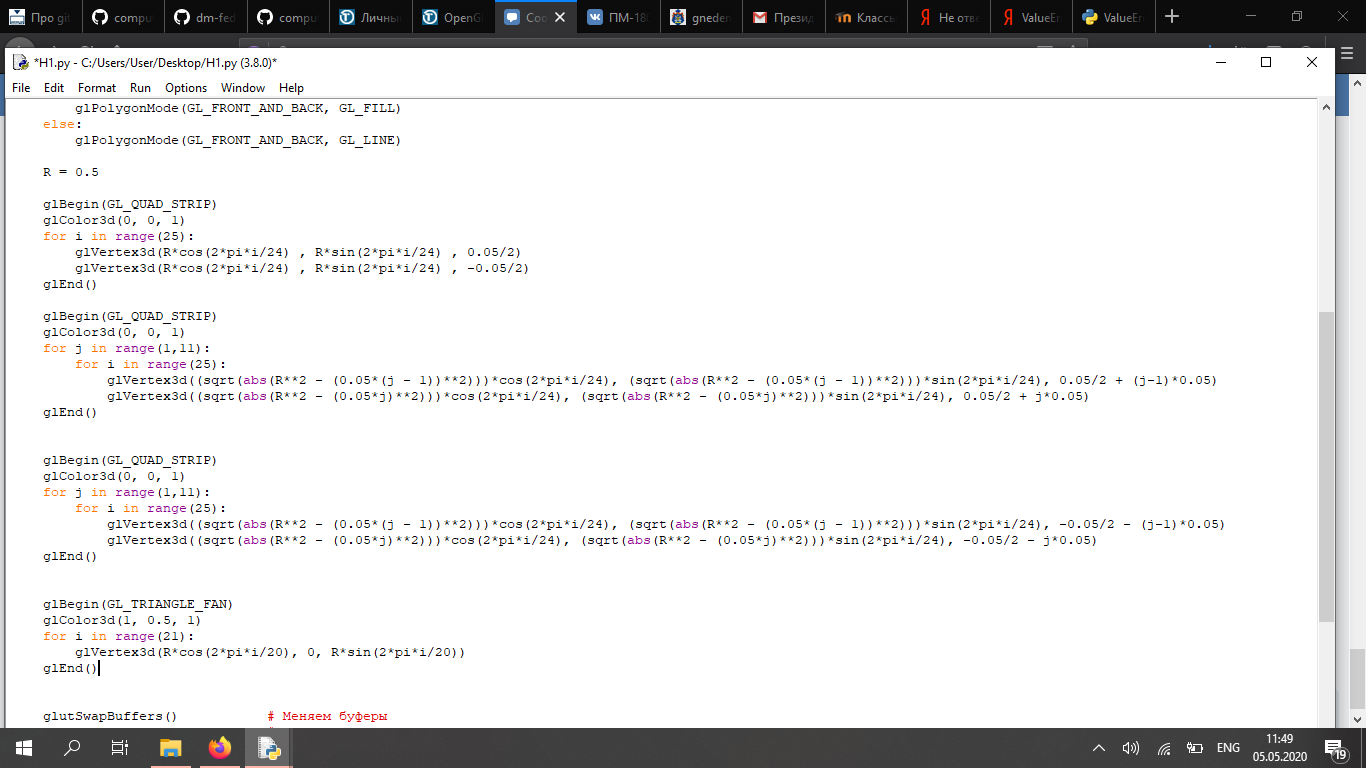 Про git
comput
dm-fed
compu
Личный
OpenG
Соо
ПМ-180
gneden
Презид
Классы
Не отве
ValueEr
ValueEr
*H1.py - C:/Users/User/Desktop/H1.py (3.8.0)*
File Edit Format Run Options Window Help
glPolygonMode(GL_FRONT_AND_BACK, GL_FILL)
else:
glPolygonMode(GL_FRONT_AND_BACK, GL_LINE)
R = 0.5
glBegin(GL_QUAD_STRIP)
glColor3d(0, 0, 1)
for i in range(25):
glVertex3d(R*cos(2*pi*i/24) , R*sin(2*pi*i/24) , 0.05/2)
glVertex3d(R*cos(2*pi*i/24) , R*sin(2*pi*i/24) , -0.05/2)
glEnd()
glBegin(GL_QUAD_STRIP)
glColor3d(0, 0, 1)
for j in range(1,11):
for i in range(25):
glVertex3d((sqrt(abs(R**2 - (0.05*(j - 1))**2)))*cos(2*pi*i/24), (sqrt(abs(R**2 - (0.05*(j - 1))**2)))*sin(2*pi*i/24), 0.05/2 + (j-1)*0.05)
glVertex3d((sqrt(abs(R**2 - (0.05*j)**2)))*cos(2*pi*i/24), (sqrt(abs(R**2 - (0.05*j)**2)))*sin(2*pi*i/24), 0.05/2 + j*0.05)
glEnd()
glBegin(GL_QUAD_STRIP)
glColor3d(0, 0, 1)
for j in range(1,11):
for i in range(25):
glVertex3d((sqrt(abs(R**2 - (0.05*(j - 1))**2)))*cos(2*pi*i/24), (sqrt(abs(R**2 - (0.05*(j - 1))**2)))*sin(2*pi*i/24), -0.05/2 - (j-1)*0.05)
glVertex3d((sqrt(abs(R**2 - (0.05*j)**2)))*cos(2*pi*i/24), (sqrt(abs(R**2 - (0.05*j)**2)))*sin(2*pi*i/24), -0.05/2 - j*0.05)
glEnd()
glBegin(GL_TRIANGLE_FAN)
glColor3d(1, 0.5, 1)
for i in range(21):
glVertex3d(R*cos(2*pi*i/20), 0, R*sin(2*pi*i/20))
glEnd()
glutSwapBuffers() # Меняем буферы
ENG
11:49
05.05.2020
19